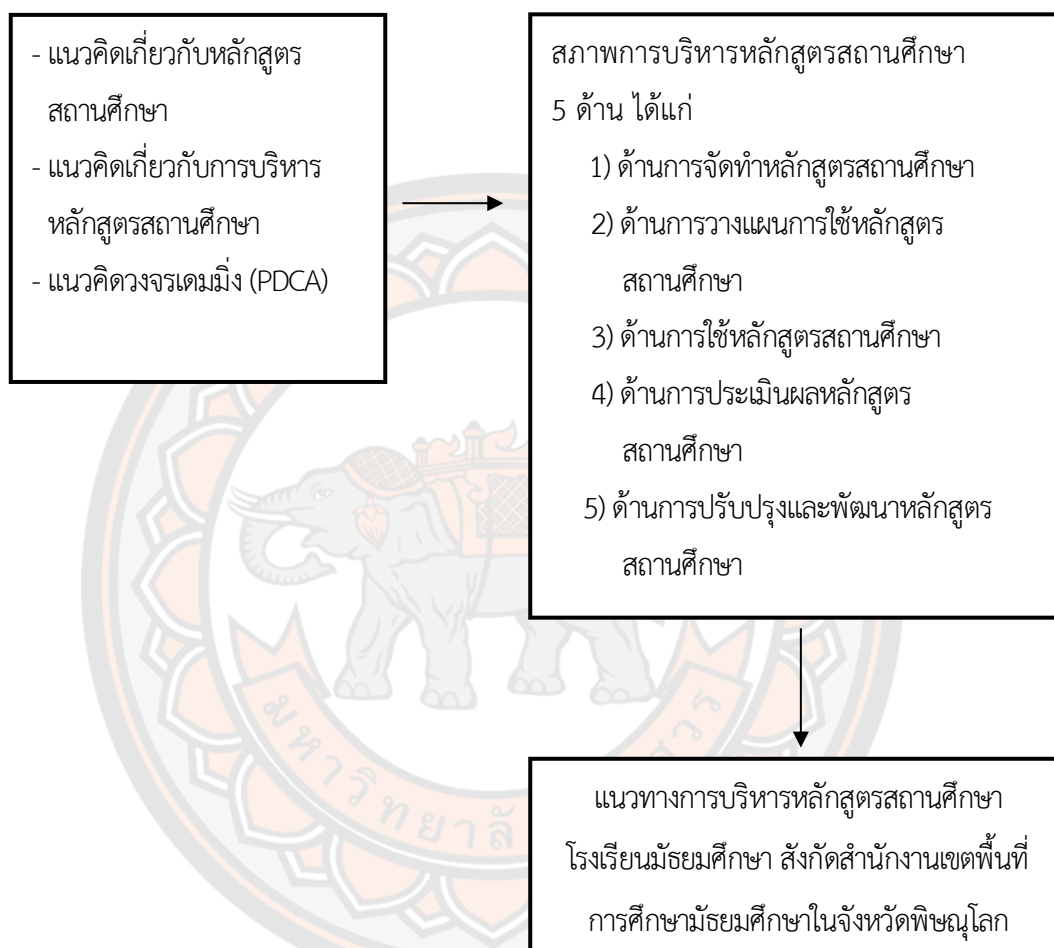 - แนวคิดเกี่ยวกับหลักสูตร
สถานศึกษา
- แนวคิดเกี่ยวกับการบริหาร
หลักสูตรสถานศึกษา
- แนวคิดวงจรเดมมิ่ง (PDCA)
สภาพการบริหารหลักสูตรสถานศึกษา
5 ด้าน ได้แก่
1) ด้านการจัดทำหลักสูตรสถานศึกษา
2) ด้านการวางแผนการใช้หลักสูตร
สถานศึกษา
3) ด้านการใช้หลักสูตรสถานศึกษา
4) ด้านการประเมินผลหลักสูตร
สถานศึกษา
5) ด้านการปรับปรุงและพัฒนาหลักสูตร
สถานศึกษา
แนวทางการบริหารหลักสูตรสถานศึกษา
โรงเรียนมัธยมศึกษา สังกัดสำนักงานเขตพื้นที่
การศึกษามัธยมศึกษาในจังหวัดพิษณุโลก